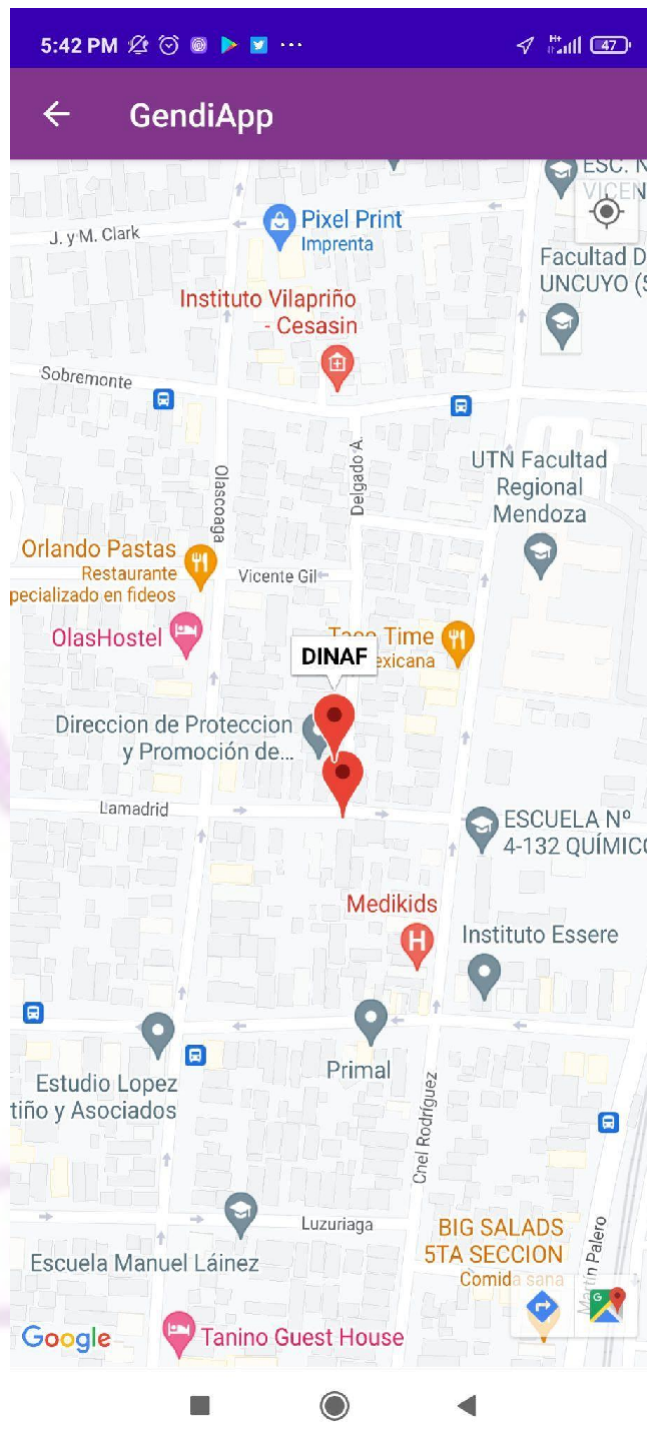 5:42 PM
H+
47
GendiApp
ESC. N
VICEN
J. y M. Clark
Pixel Print
Imprenta
Facultad D
UNCUYO (S
Instituto Vilapriño
- Cesasin
Sobremonte
Delgado A.
Olascoaga
UTN Facultad
Regional
Mendoza
Orlando Pastas
Restaurante
pecializado en fideos
Vicente Gil
OlasHostel
Time
exicana
DINAF
Direccion de Proteccion
y Promoción de...
Lamadrid
ESCUELA Nº
4-132 QUÍMICO
Medikids
H
Instituto Essere
Primal
Estudio Lopez
tiño y Asociados
Cnel Rodríguez
Luzuriaga
BIG SALADS
5TA SECCION
Comida sana
Martín Palero
Escuela Manuel Láinez
G
Google
Tanino Guest House